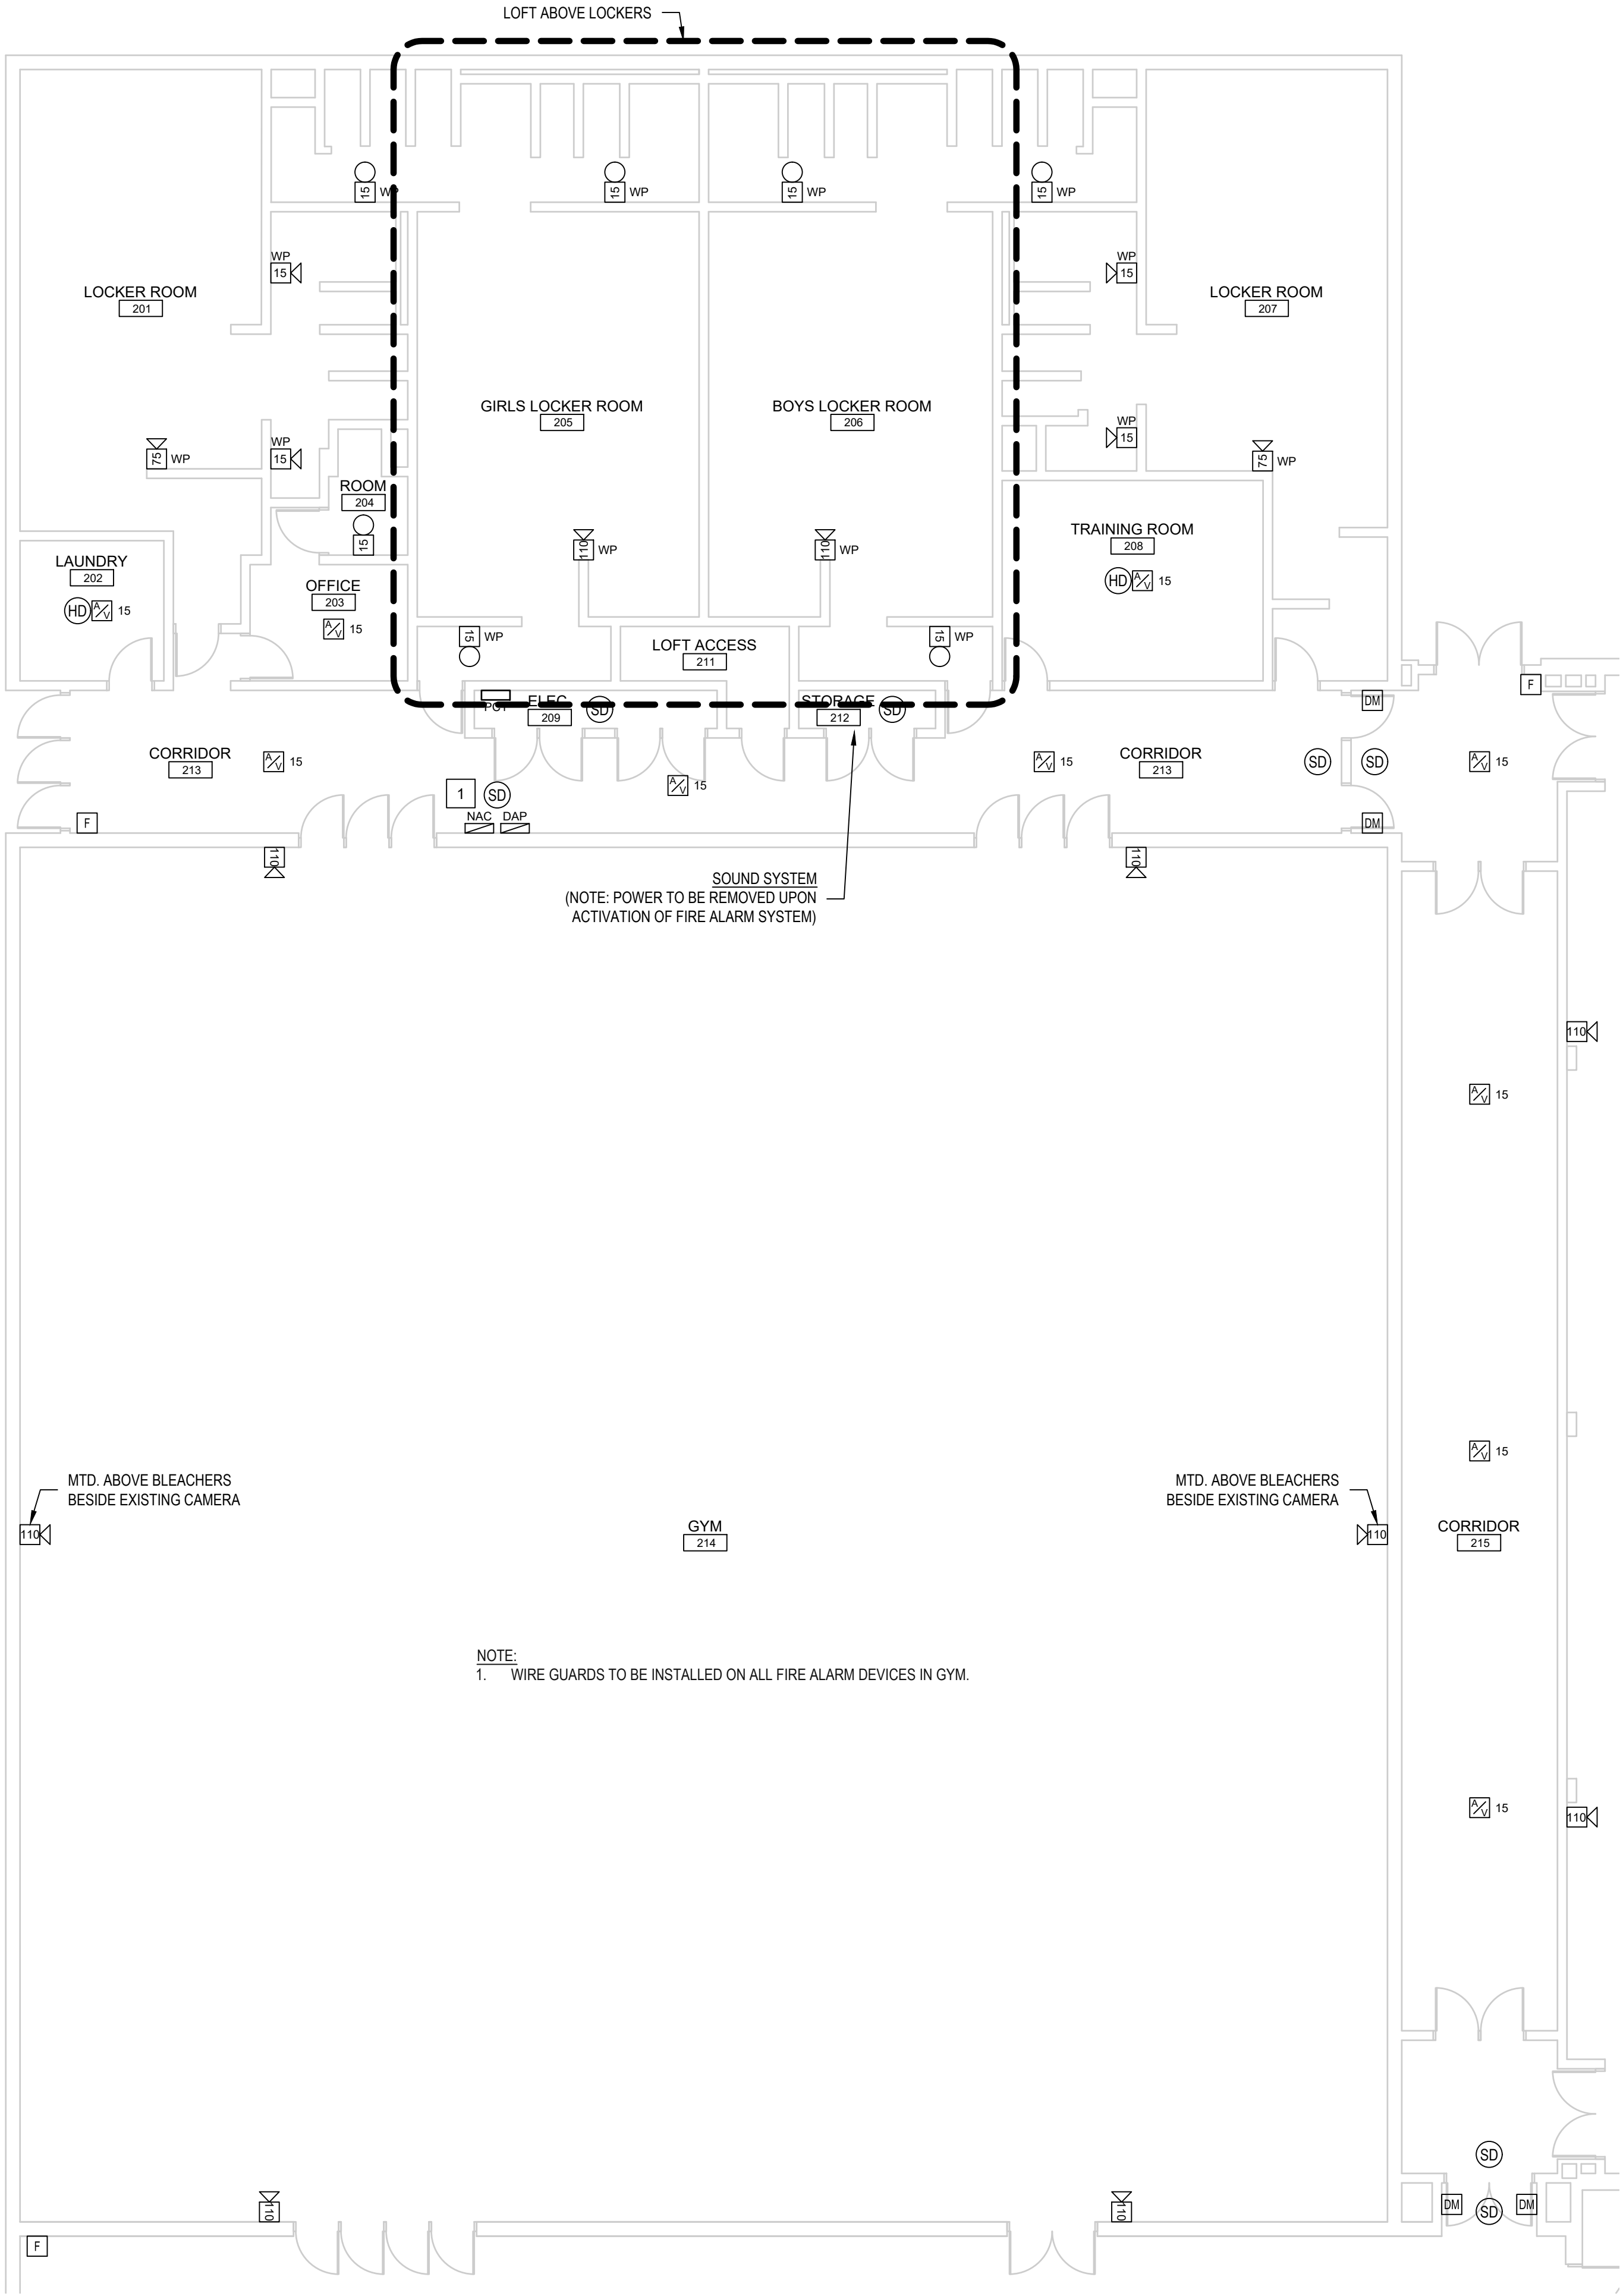 LOFT ABOVE LOCKERS
15
WP
15
WP
15
WP
15
WP
WP
15
WP
15
LOCKER ROOM
201
LOCKER ROOM
207
GIRLS LOCKER ROOM
205
BOYS LOCKER ROOM
206
WP
15
75
WP
WP
15
75
WP
ROOM
204
15
110
WP
110
WP
TRAINING ROOM
208
HD
A/V
15
LAUNDRY
202
HD
A/V
15
OFFICE
203
A/V
15
15
WP
LOFT ACCESS
211
15
WP
ELEC
209
SD
STORAGE
212
SD
DM
F
CORRIDOR
213
A/V
15
A/V
15
A/V
15
CORRIDOR
213
SD
SD
A/V
15
1
SD
NAC
DAP
F
DM
110
110
SOUND SYSTEM
(NOTE: POWER TO BE REMOVED UPON
ACTIVATION OF FIRE ALARM SYSTEM)
110
A/V
15
A/V
15
MTD. ABOVE BLEACHERS
BESIDE EXISTING CAMERA
110
MTD. ABOVE BLEACHERS
BESIDE EXISTING CAMERA
110
GYM
214
CORRIDOR
215
NOTE:
1. WIRE GUARDS TO BE INSTALLED ON ALL FIRE ALARM DEVICES IN GYM.
A/V
15
110
SD
110
110
DM
SD
DM
F